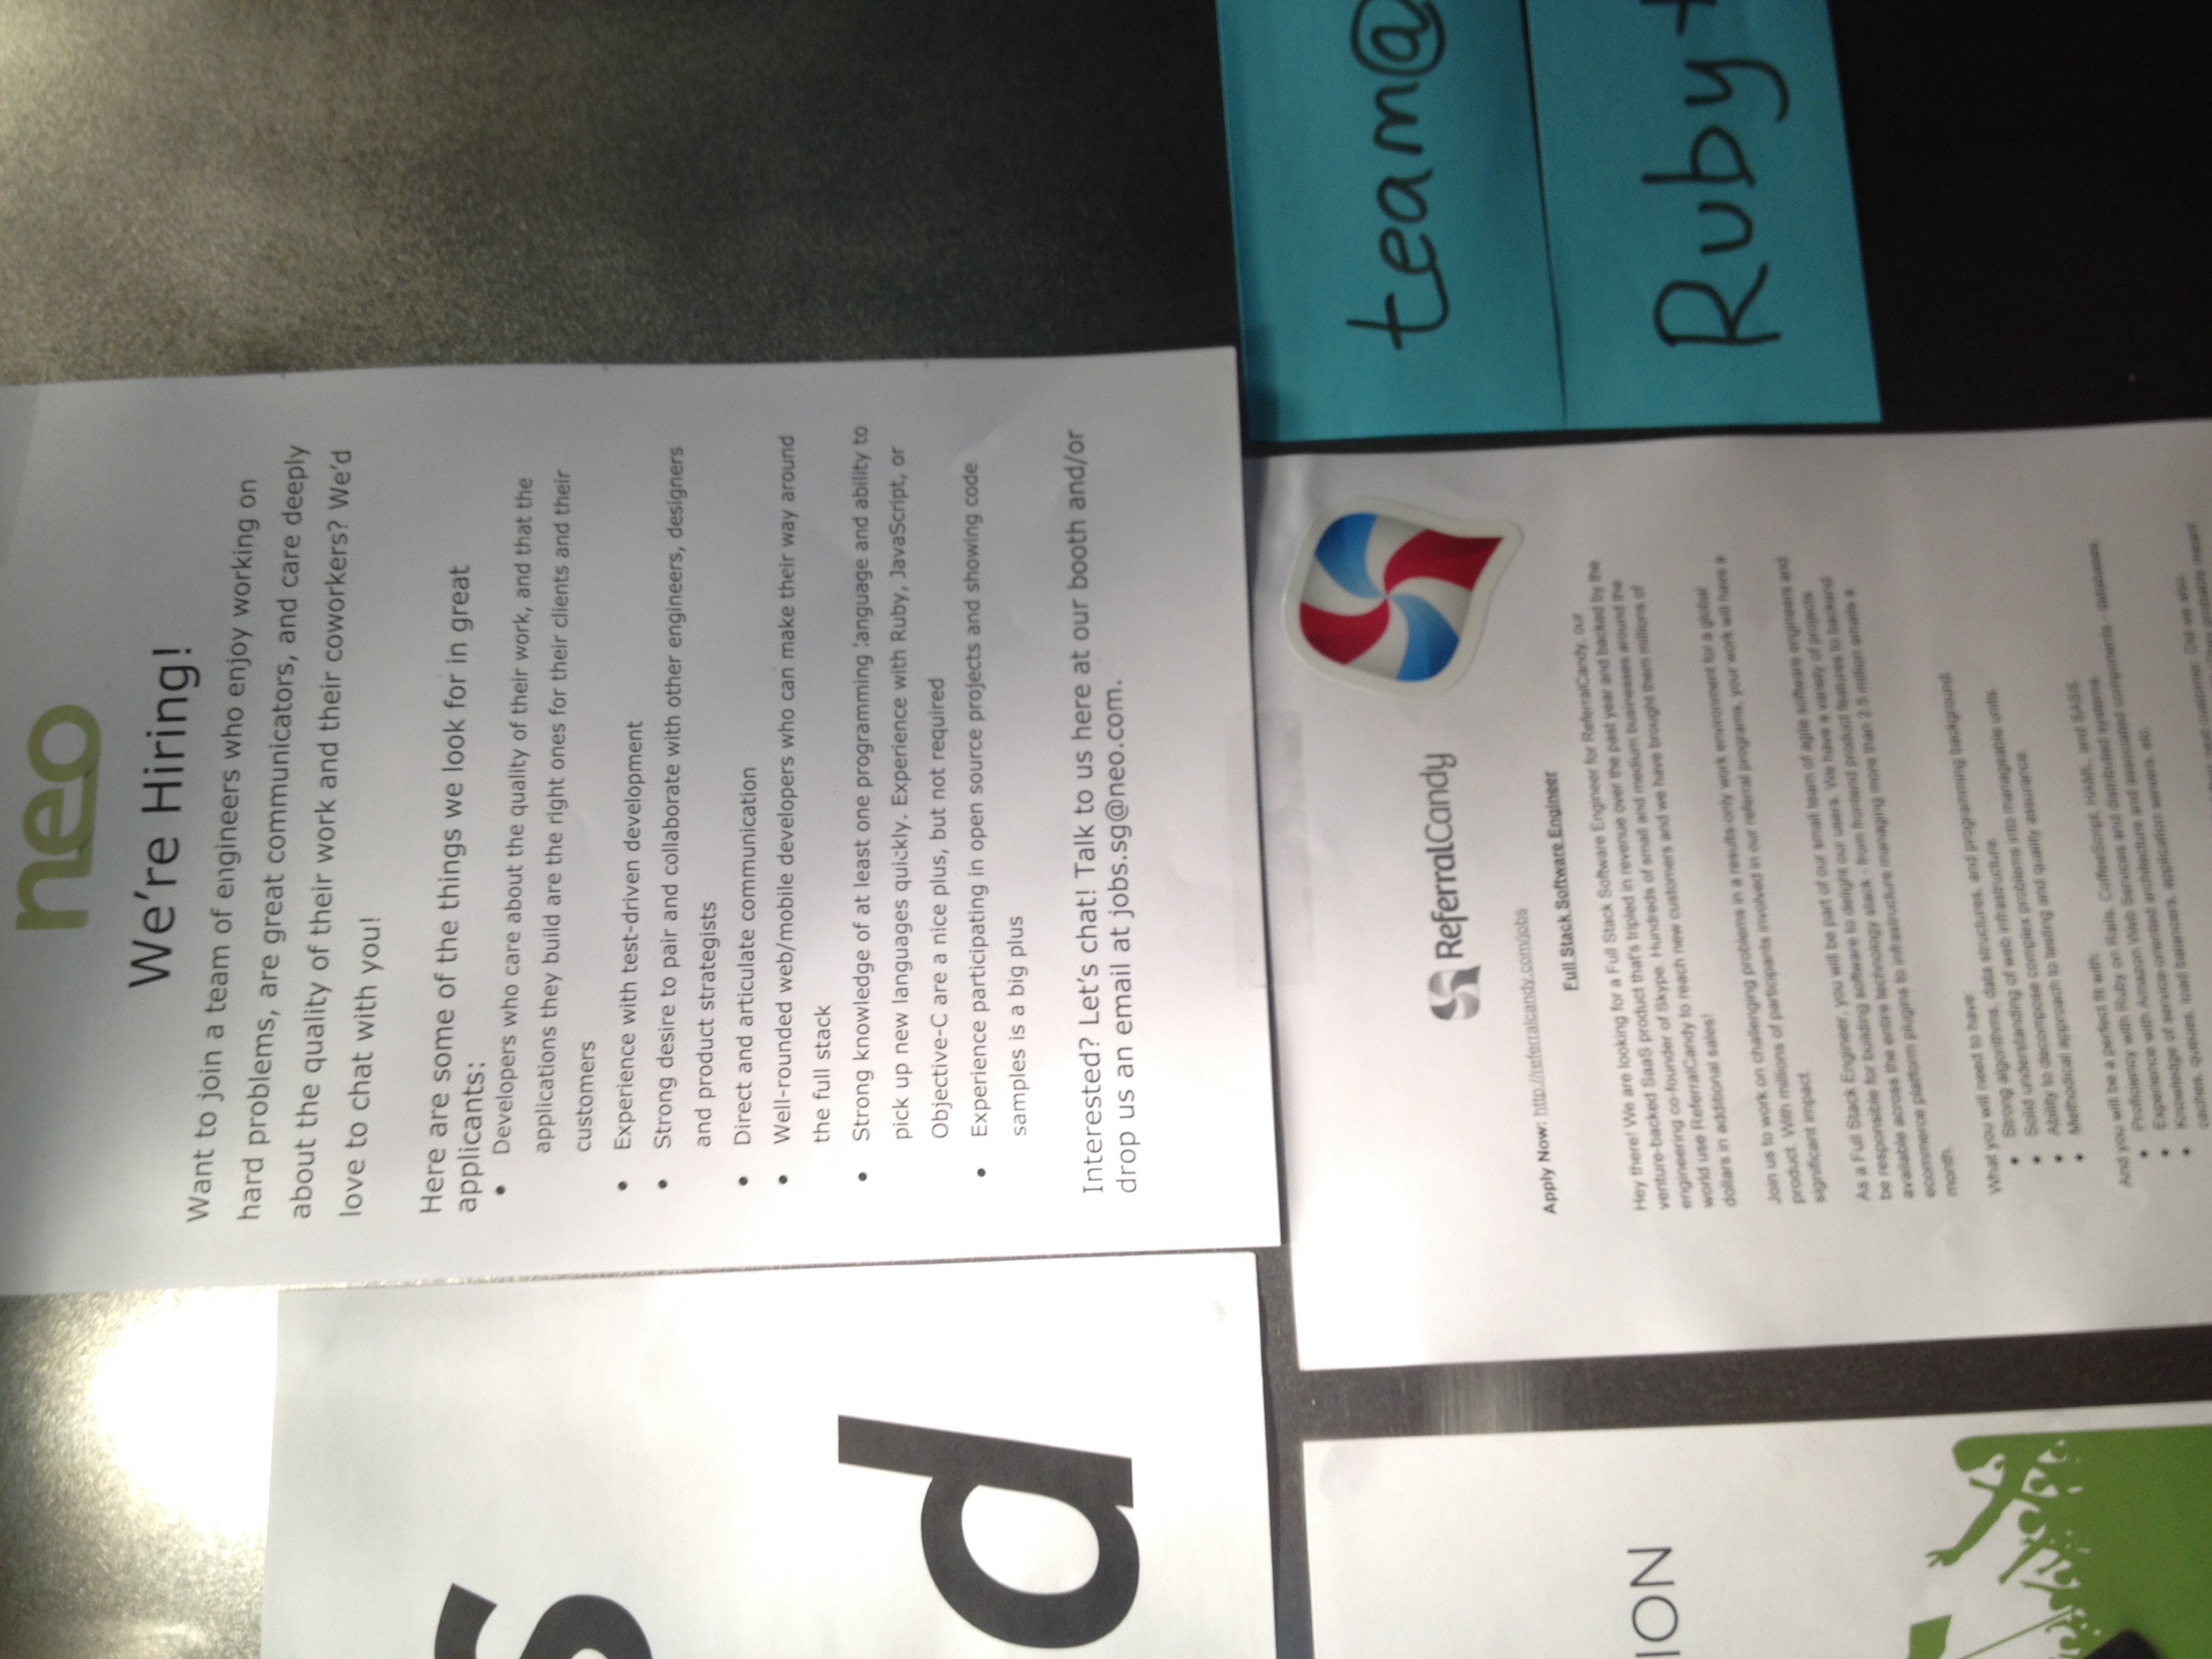 neo
We're Hiring!
Want to join a team of engineers who enjoy working on
hard problems, are great communicators, and care deeply
about the quality of their work and their coworkers? We'd
love to chat with you!
Here are some of the things we look for in great
applicants:
• Developers who care about the quality of their work, and that the
applications they build are the right ones for their clients and their
customers
• Experience with test-driven development
• Strong desire to pair and collaborate with other engineers, designers
and product strategists
• Direct and articulate communication
• Well-rounded web/mobile developers who can make their way around
the full stack
• Strong knowledge of at least one programming language and ability to
pick up new languages quickly. Experience with Ruby, JavaScript, or
Objective-C are a nice plus, but not required
• Experience participating in open source projects and showing code
samples is a big plus
Interested? Let's chat! Talk to us here at our booth and/or
drop us an email at jobs.sg@neo.com.
s
d
ION
ReferralCandy
Apply Now: http://referralcandy.com/jobs
Full Stack Software Engineer
Hey there! We are looking for a Full Stack Software Engineer for ReferralCandy, our
venture-backed SaaS product that's tripled in revenue over the past year and backed by the
engineering co-founder of Skype. Hundreds of small and medium businesses around the
world use ReferralCandy to reach new customers and we have brought them millions of
dollars in additional sales!
Join us to work on challenging problems in a results-only work environment for a global
product. With millions of participants involved in our referral programs, your work will have a
significant impact.
As a Full Stack Engineer, you will be part of our small team of agile software engineers and
be responsible for building software to delight our users. We have a variety of projects
available across the entire technology stack - from frontend product features to backend
ecommerce platform plugins to infrastructure managing more than 2.5 million emails a
month.
What you will need to have:
• Strong algorithms, data structures, and programming background.
• Solid understanding of web infrastructure.
• Ability to decompose complex problems into manageable units.
• Methodical approach to testing and quality assurance.
And you will be a perfect fit with:
• Proficiency with Ruby on Rails, CoffeeScript, HAML, and SASS.
• Experience with Amazon Web Services and distributed systems.
• Knowledge of service-oriented architecture and associated components - databases,
caches, queues, load balancers, application servers, etc.
next customer. Did we also
They probably meant
team@
Ruby +